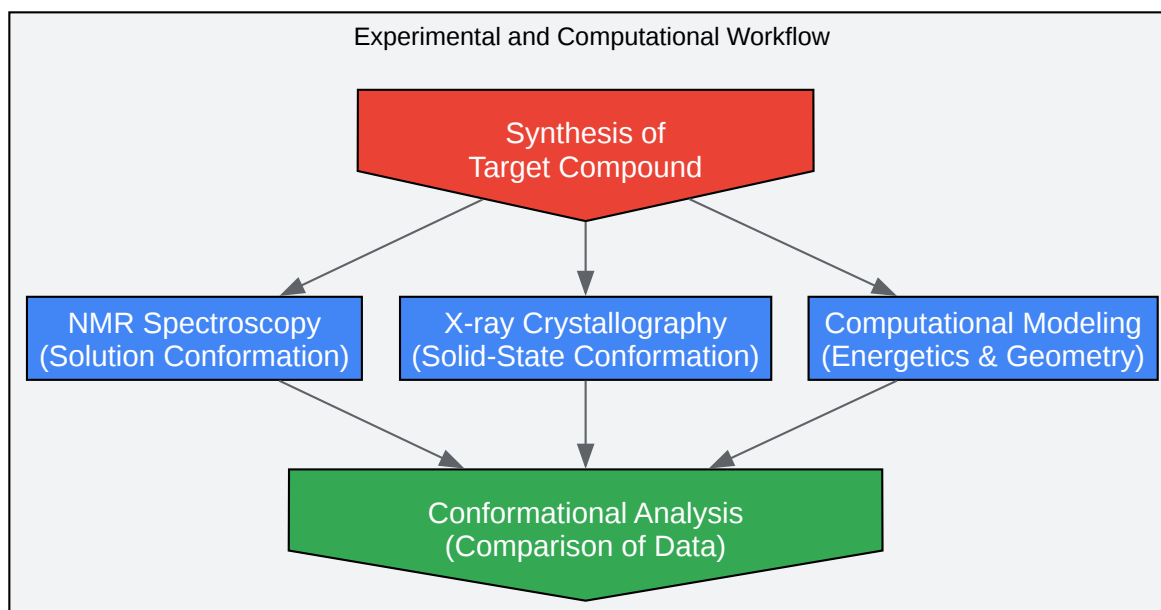 Experimental and Computational Workflow
Synthesis of
Target Compound
NMR Spectroscopy
(Solution Conformation)
X-ray Crystallography
(Solid-State Conformation)
Computational Modeling
(Energetics & Geometry)
Conformational Analysis
(Comparison of Data)